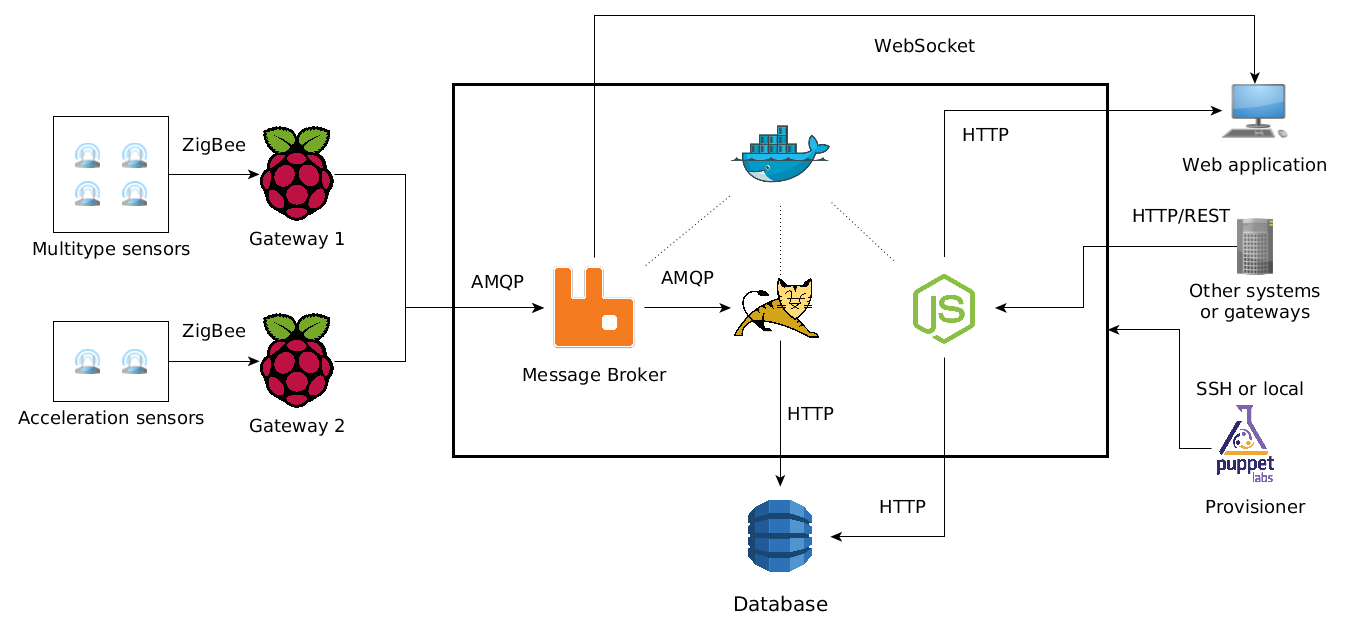 WebSocket
HTTP
Web application
ZigBee
Multitype sensors
Gateway 1
HTTP/REST
Other systems
or gateways
AMQP
AMQP
JS
Message Broker
ZigBee
Acceleration sensors
Gateway 2
HTTP
SSH or local
puppet
labs
Provisioner
HTTP
Database